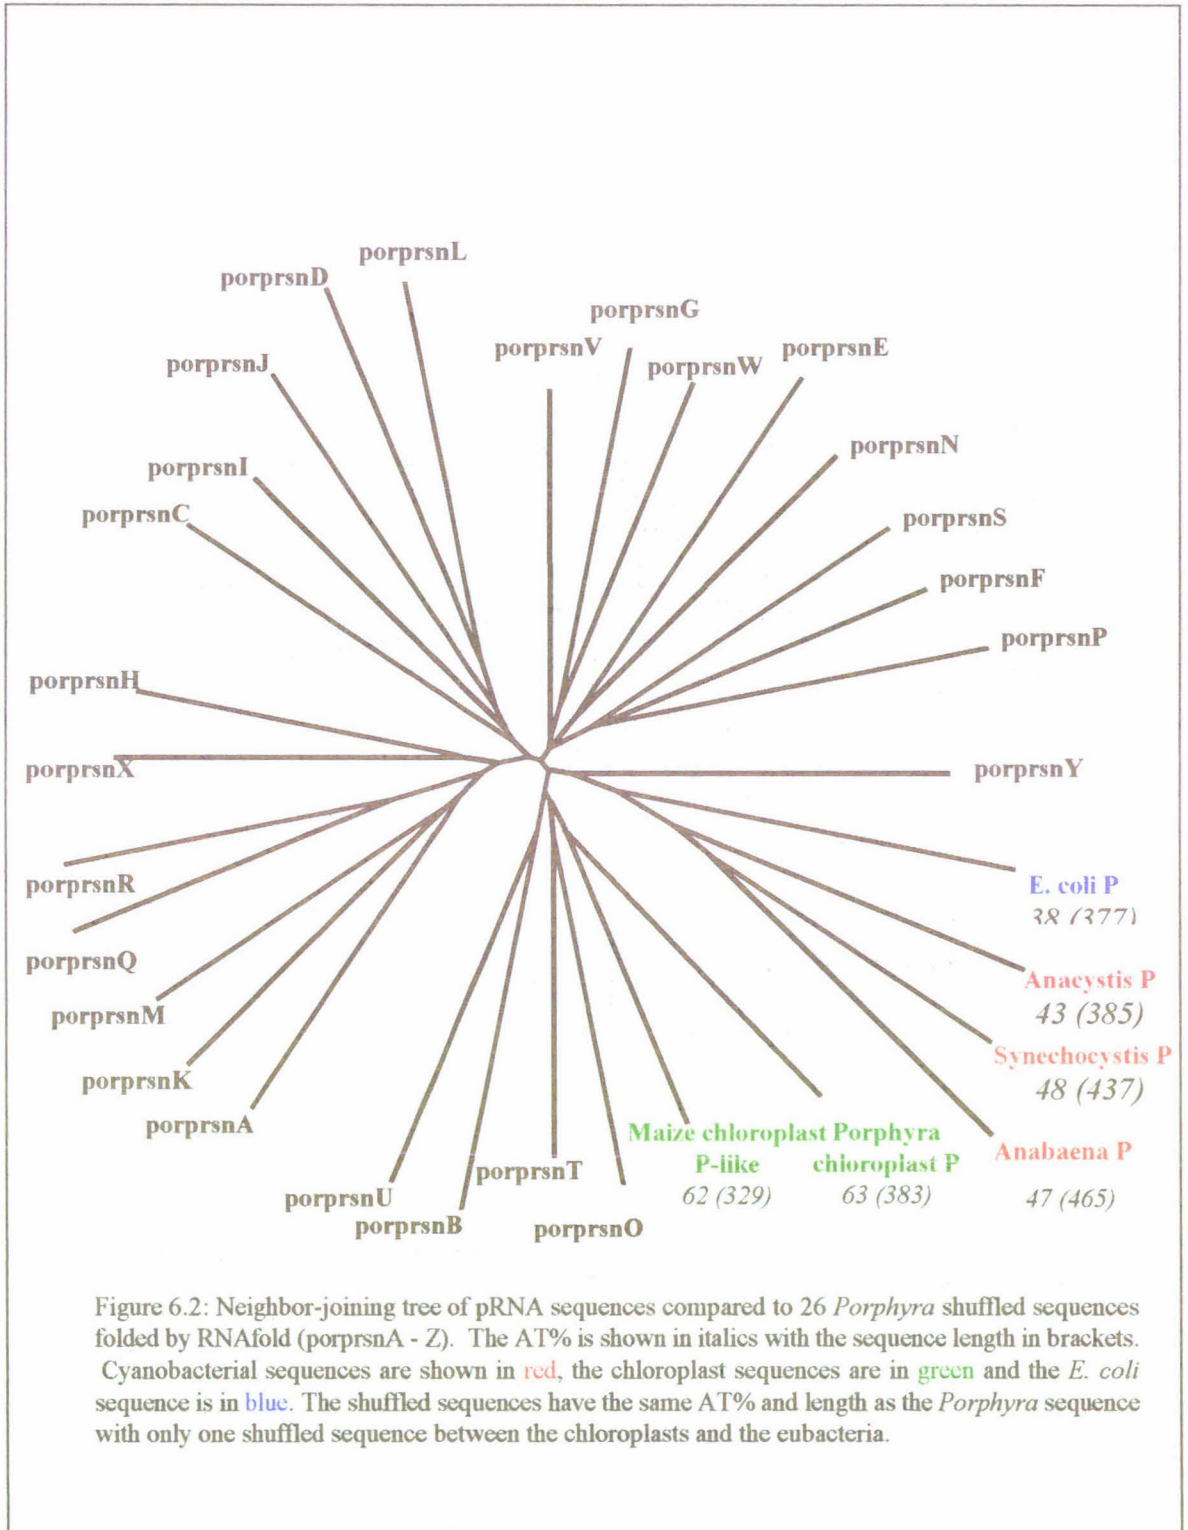 porprsnL
porprsnD
porprsnG
porprsnV
porprsnE
porprsnJ
porprsnW
porprsnN
porprsnI
porprsnC
porprsnS
porprsnF
porprsnP
porprsnH
porprsnX
porprsnY
porprsnR
E. coli P
38 (377)
porprsnQ
Anacystis P
43 (385)
porprsnM
Synechocystis P
48 (437)
porprsnK
porprsnA
Maize chloroplast
P-like
62 (329)
Porphyra
chloroplast P
63 (383)
Anabaena P
47 (465)
porprsnT
porprsnU
porprsnB
porprsnO
Figure 6.2: Neighbor-joining tree of pRNA sequences compared to 26 Porphyra shuffled sequences
folded by RNAfold (porprsnA - Z). The AT% is shown in italics with the sequence length in brackets.
Cyanobacterial sequences are shown in red, the chloroplast sequences are in green and the E. coli
sequence is in blue. The shuffled sequences have the same AT% and length as the Porphyra sequence
with only one shuffled sequence between the chloroplasts and the eubacteria.